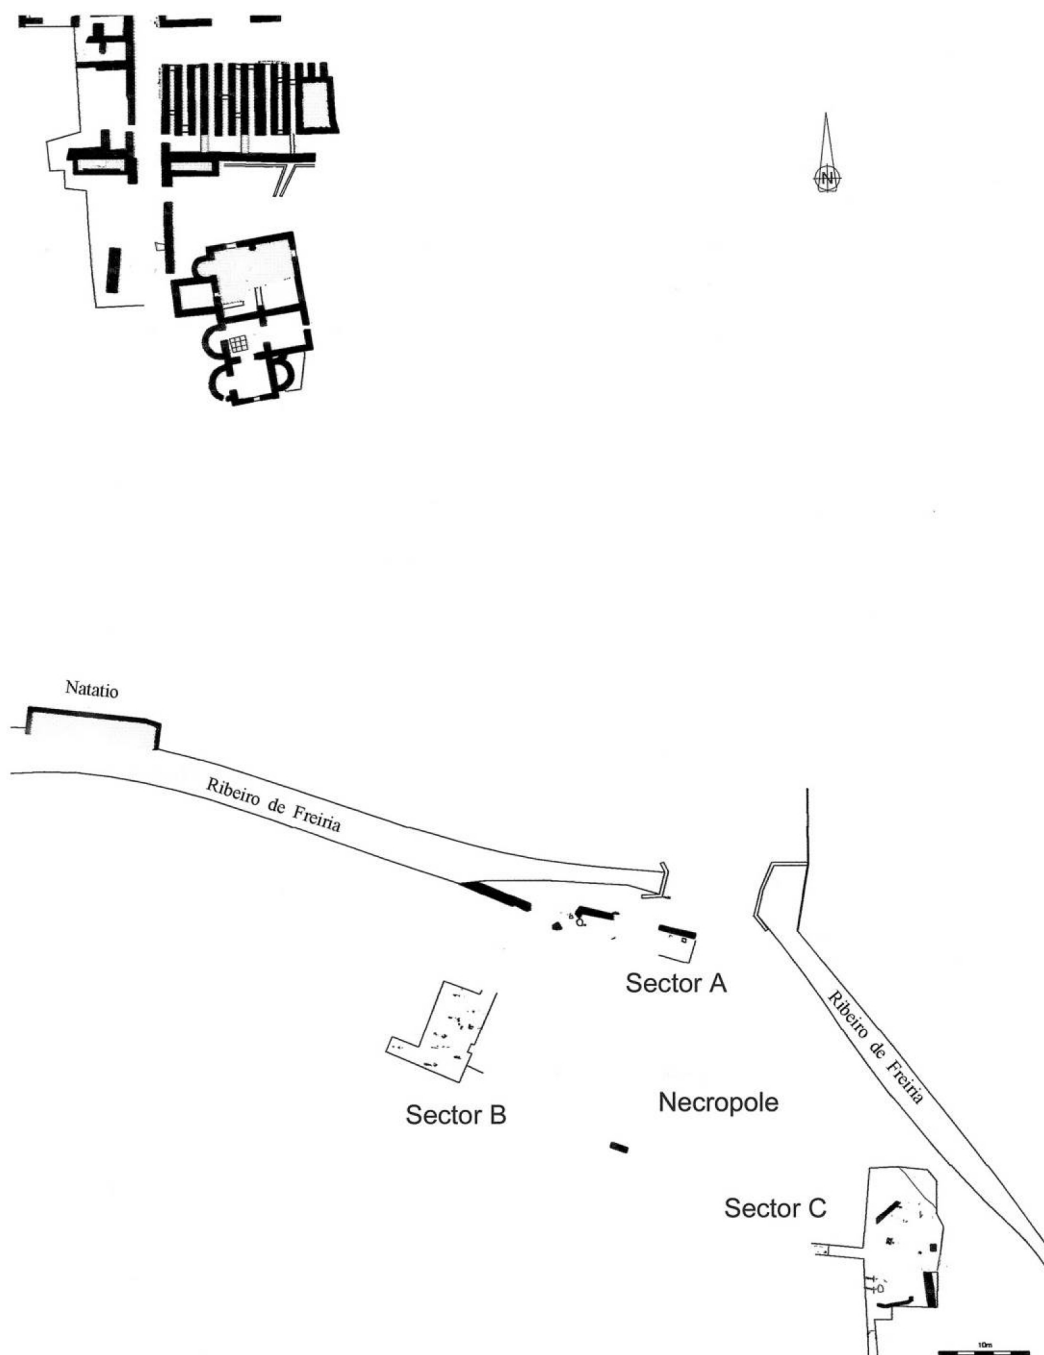 N
Natatio
Ribeiro de Freiria
Sector A
Ribeiro de Freiria
Sector B
Necropole
Sector C
10m